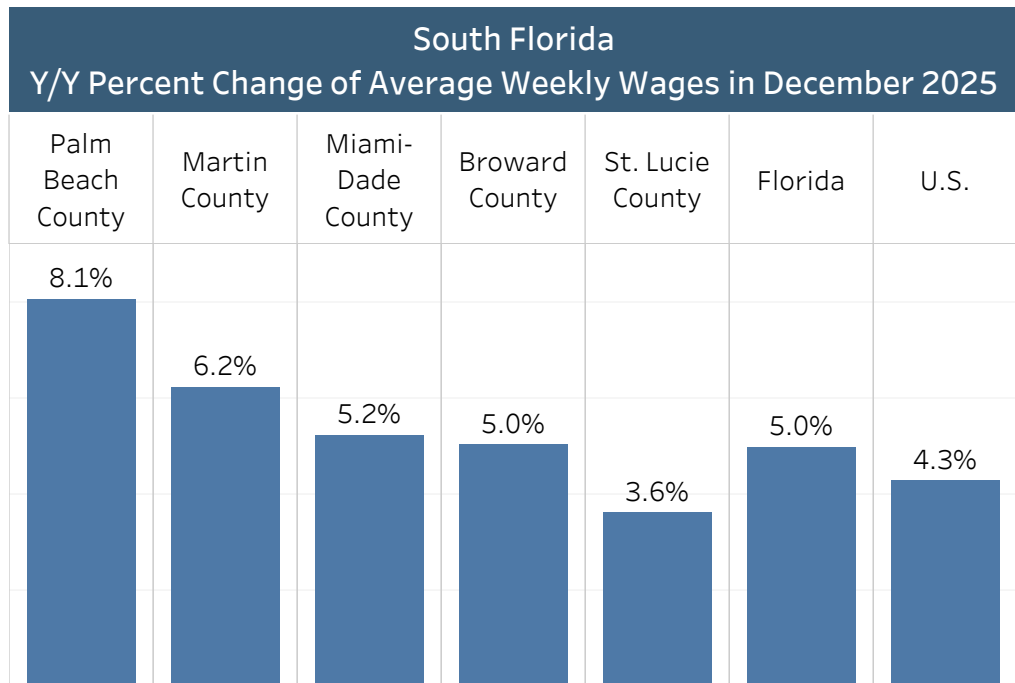 South Florida
Y/Y Percent Change of Average Weekly Wages in December 2025
Palm
Beach
County
Martin
County
Miami-
Dade
County
Broward
County
St. Lucie
County
Florida
U.S.
8.1%
6.2%
5.2%
5.0%
3.6%
5.0%
4.3%